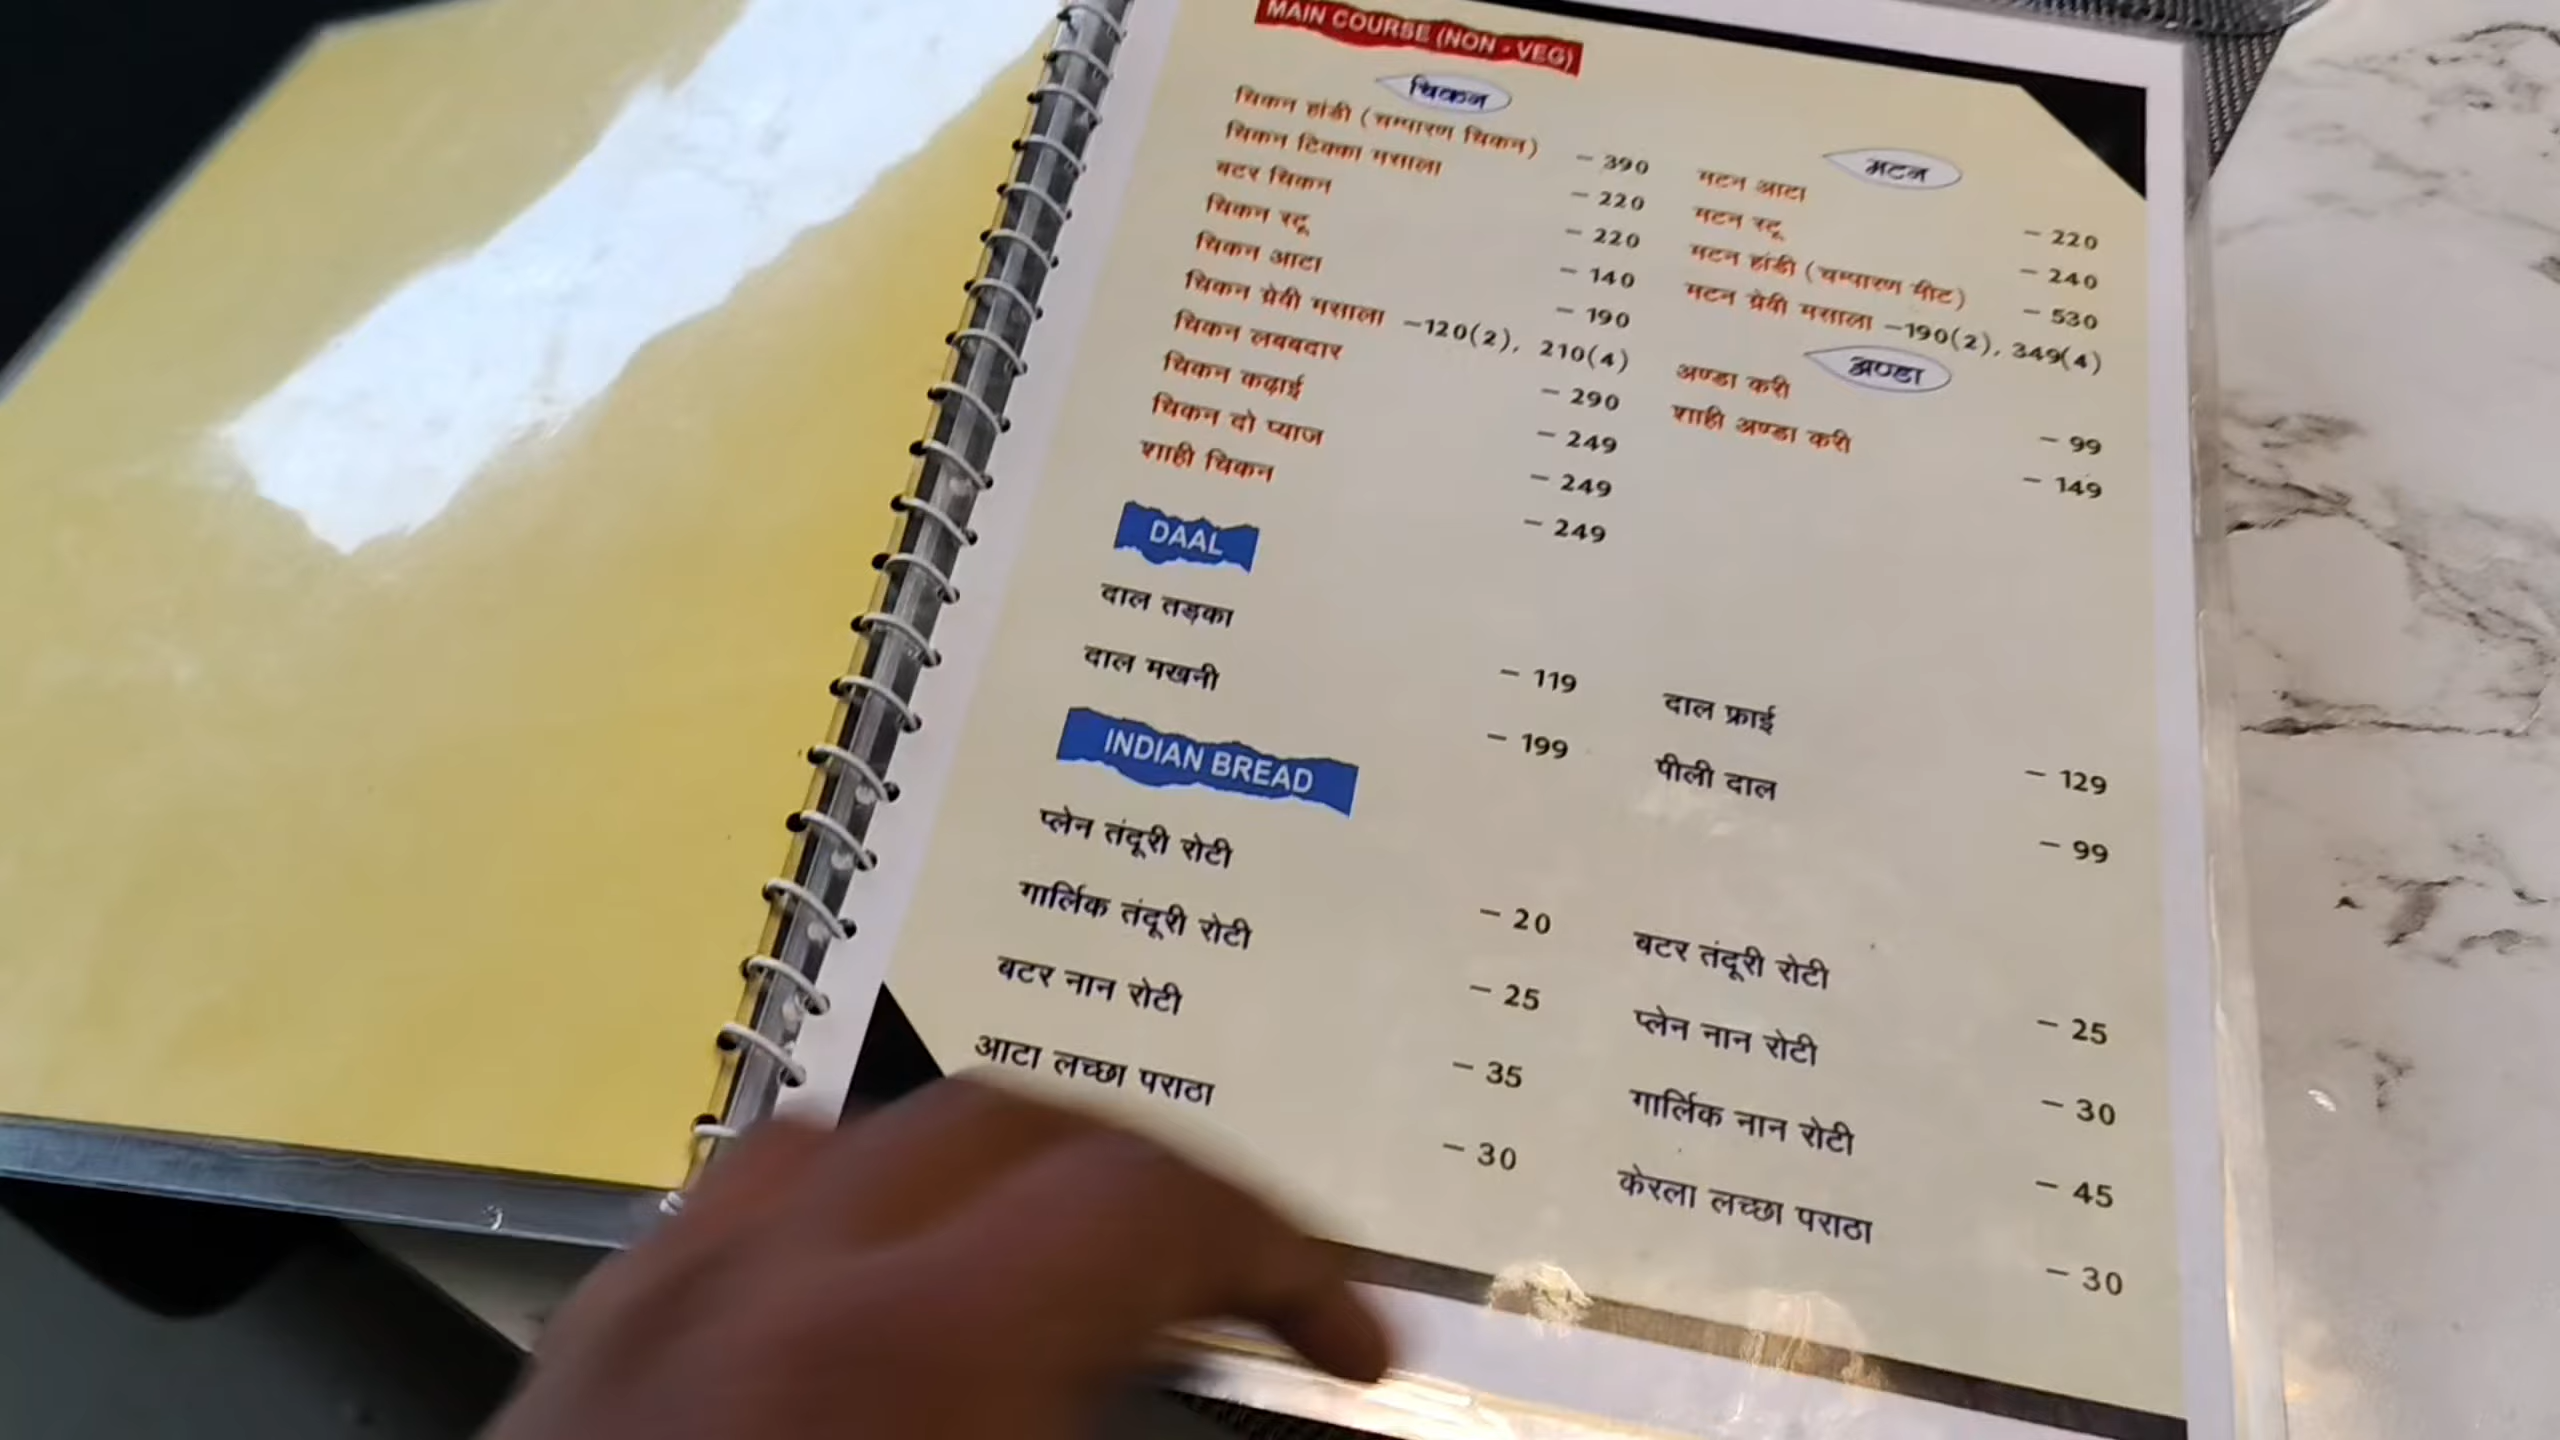 MAIN COURSE (NON - VEG)
चिकन
चिकन हांडी (चम्पारण चिकन) - 390
चिकन टिक्का मसाला - 220
बटर चिकन - 220
चिकन स्टू - 140
चिकन आटा - 190
चिकन ग्रेवी मसाला -120(2), 210(4)
चिकन लबबदार - 290
चिकन कढ़ाई - 249
चिकन दो प्याज - 249
शाही चिकन - 249
मटन
मटन आटा - 220
मटन स्टू - 240
मटन हांडी (चम्पारण मीट) - 530
मटन ग्रेवी मसाला -190(2), 349(4)
अण्डा
अण्डा करी - 99
शाही अण्डा करी - 149
DAAL
दाल तड़का - 119
दाल फ्राई - 129
दाल मखनी - 199
पीली दाल - 99
INDIAN BREAD
प्लेन तंदूरी रोटी - 20
बटर तंदूरी रोटी - 25
गार्लिक तंदूरी रोटी - 25
प्लेन नान रोटी - 30
बटर नान रोटी - 35
गार्लिक नान रोटी - 45
आटा लच्छा पराठा - 30
केरला लच्छा पराठा - 30